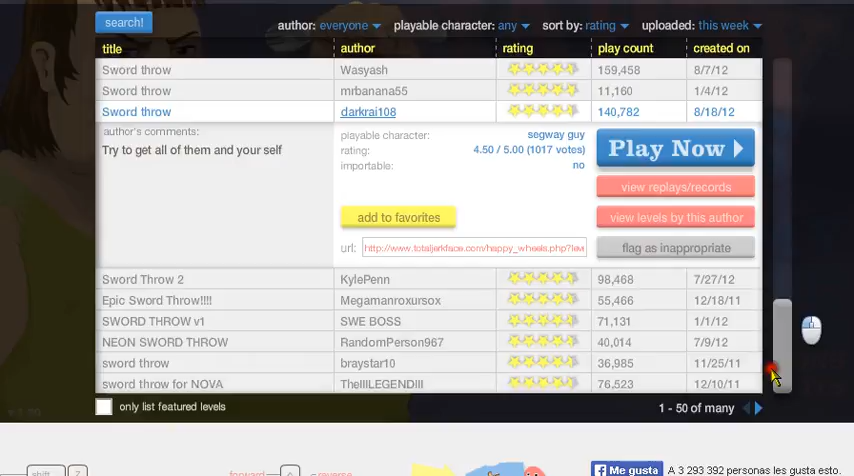 search!
author: everyone playable character: any sort by: rating uploaded: this week
title author rating play count created on
Sword throw Wasyash 159,458 8/7/12
Sword throw mrbanana55 11,160 1/4/12
Sword throw darkrai108 140,782 8/18/12
author's comments:
Try to get all of them and your self
playable character: segway guy
rating: 4.50 / 5.00 (1017 votes)
importable: no
Play Now
view replays/records
add to favorites
view levels by this author
url: http://www.totaljerkface.com/happy_wheels.php?leve
flag as inappropriate
Sword Throw 2 KylePenn 98,468 7/27/12
Epic Sword Throw!!!! Megamanroxursox 55,466 12/18/11
SWORD THROW v1 SWE BOSS 71,131 1/1/12
NEON SWORD THROW RandomPerson967 40,014 7/9/12
sword throw braystar10 36,985 11/25/11
sword throw for NOVA TheIIILEGENDIII 76,523 12/10/11
only list featured levels
1 - 50 of many
shift Z forward reverse
Me gusta A 3 293 392 personas les gusta esto.